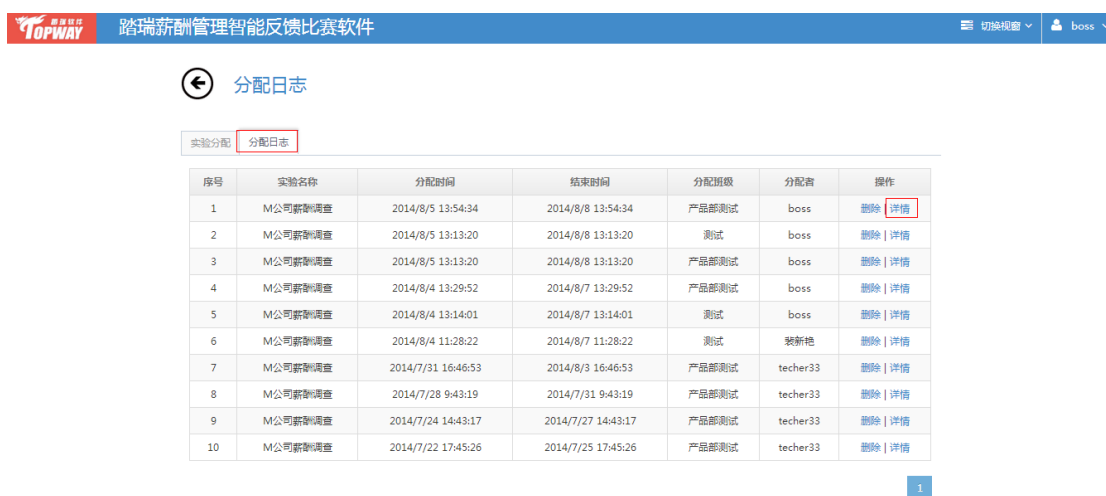 TOPWAY 踏瑞薪酬管理智能反馈比赛软件 切换视窗 boss
分配日志
实验分配 分配日志
序号 实验名称 分配时间 结束时间 分配班级 分配者 操作
1 M公司薪酬调查 2014/8/5 13:54:34 2014/8/8 13:54:34 产品部测试 boss 删除 | 详情
2 M公司薪酬调查 2014/8/5 13:13:20 2014/8/8 13:13:20 测试 boss 删除 | 详情
3 M公司薪酬调查 2014/8/5 13:13:20 2014/8/8 13:13:20 产品部测试 boss 删除 | 详情
4 M公司薪酬调查 2014/8/4 13:29:52 2014/8/7 13:29:52 产品部测试 boss 删除 | 详情
5 M公司薪酬调查 2014/8/4 13:14:01 2014/8/7 13:14:01 测试 boss 删除 | 详情
6 M公司薪酬调查 2014/8/4 11:28:22 2014/8/7 11:28:22 测试 裴新艳 删除 | 详情
7 M公司薪酬调查 2014/7/31 16:46:53 2014/8/3 16:46:53 产品部测试 techer33 删除 | 详情
8 M公司薪酬调查 2014/7/28 9:43:19 2014/7/31 9:43:19 产品部测试 techer33 删除 | 详情
9 M公司薪酬调查 2014/7/24 14:43:17 2014/7/27 14:43:17 产品部测试 techer33 删除 | 详情
10 M公司薪酬调查 2014/7/22 17:45:26 2014/7/25 17:45:26 产品部测试 techer33 删除 | 详情
1